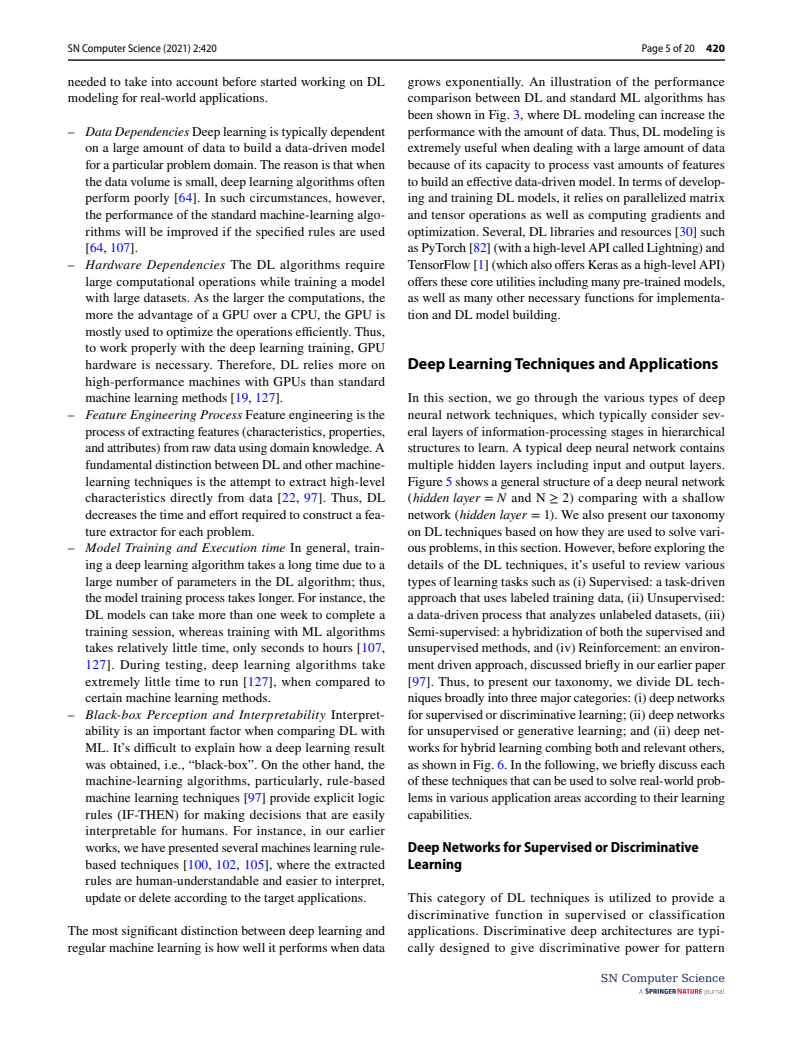 SN Computer Science (2021) 2:420
Page 5 of 20 420
needed to take into account before started working on DL
modeling for real-world applications.
– Data Dependencies Deep learning is typically dependent
on a large amount of data to build a data-driven model
for a particular problem domain. The reason is that when
the data volume is small, deep learning algorithms often
perform poorly [64]. In such circumstances, however,
the performance of the standard machine-learning algo-
rithms will be improved if the specified rules are used
[64, 107].
– Hardware Dependencies The DL algorithms require
large computational operations while training a model
with large datasets. As the larger the computations, the
more the advantage of a GPU over a CPU, the GPU is
mostly used to optimize the operations efficiently. Thus,
to work properly with the deep learning training, GPU
hardware is necessary. Therefore, DL relies more on
high-performance machines with GPUs than standard
machine learning methods [19, 127].
– Feature Engineering Process Feature engineering is the
process of extracting features (characteristics, properties,
and attributes) from raw data using domain knowledge. A
fundamental distinction between DL and other machine-
learning techniques is the attempt to extract high-level
characteristics directly from data [22, 97]. Thus, DL
decreases the time and effort required to construct a fea-
ture extractor for each problem.
– Model Training and Execution time In general, train-
ing a deep learning algorithm takes a long time due to a
large number of parameters in the DL algorithm; thus,
the model training process takes longer. For instance, the
DL models can take more than one week to complete a
training session, whereas training with ML algorithms
takes relatively little time, only seconds to hours [107,
127]. During testing, deep learning algorithms take
extremely little time to run [127], when compared to
certain machine learning methods.
– Black-box Perception and Interpretability Interpret-
ability is an important factor when comparing DL with
ML. It’s difficult to explain how a deep learning result
was obtained, i.e., “black-box”. On the other hand, the
machine-learning algorithms, particularly, rule-based
machine learning techniques [97] provide explicit logic
rules (IF-THEN) for making decisions that are easily
interpretable for humans. For instance, in our earlier
works, we have presented several machines learning rule-
based techniques [100, 102, 105], where the extracted
rules are human-understandable and easier to interpret,
update or delete according to the target applications.
The most significant distinction between deep learning and
regular machine learning is how well it performs when data
grows exponentially. An illustration of the performance
comparison between DL and standard ML algorithms has
been shown in Fig. 3, where DL modeling can increase the
performance with the amount of data. Thus, DL modeling is
extremely useful when dealing with a large amount of data
because of its capacity to process vast amounts of features
to build an effective data-driven model. In terms of develop-
ing and training DL models, it relies on parallelized matrix
and tensor operations as well as computing gradients and
optimization. Several, DL libraries and resources [30] such
as PyTorch [82] (with a high-level API called Lightning) and
TensorFlow [1] (which also offers Keras as a high-level API)
offers these core utilities including many pre-trained models,
as well as many other necessary functions for implementa-
tion and DL model building.
Deep Learning Techniques and Applications
In this section, we go through the various types of deep
neural network techniques, which typically consider sev-
eral layers of information-processing stages in hierarchical
structures to learn. A typical deep neural network contains
multiple hidden layers including input and output layers.
Figure 5 shows a general structure of a deep neural network
(hidden layer = N and N ≥ 2) comparing with a shallow
network (hidden layer = 1). We also present our taxonomy
on DL techniques based on how they are used to solve vari-
ous problems, in this section. However, before exploring the
details of the DL techniques, it’s useful to review various
types of learning tasks such as (i) Supervised: a task-driven
approach that uses labeled training data, (ii) Unsupervised:
a data-driven process that analyzes unlabeled datasets, (iii)
Semi-supervised: a hybridization of both the supervised and
unsupervised methods, and (iv) Reinforcement: an environ-
ment driven approach, discussed briefly in our earlier paper
[97]. Thus, to present our taxonomy, we divide DL tech-
niques broadly into three major categories: (i) deep networks
for supervised or discriminative learning; (ii) deep networks
for unsupervised or generative learning; and (ii) deep net-
works for hybrid learning combing both and relevant others,
as shown in Fig. 6. In the following, we briefly discuss each
of these techniques that can be used to solve real-world prob-
lems in various application areas according to their learning
capabilities.
Deep Networks for Supervised or Discriminative
Learning
This category of DL techniques is utilized to provide a
discriminative function in supervised or classification
applications. Discriminative deep architectures are typi-
cally designed to give discriminative power for pattern
SN Computer Science
A SPRINGER NATURE journal